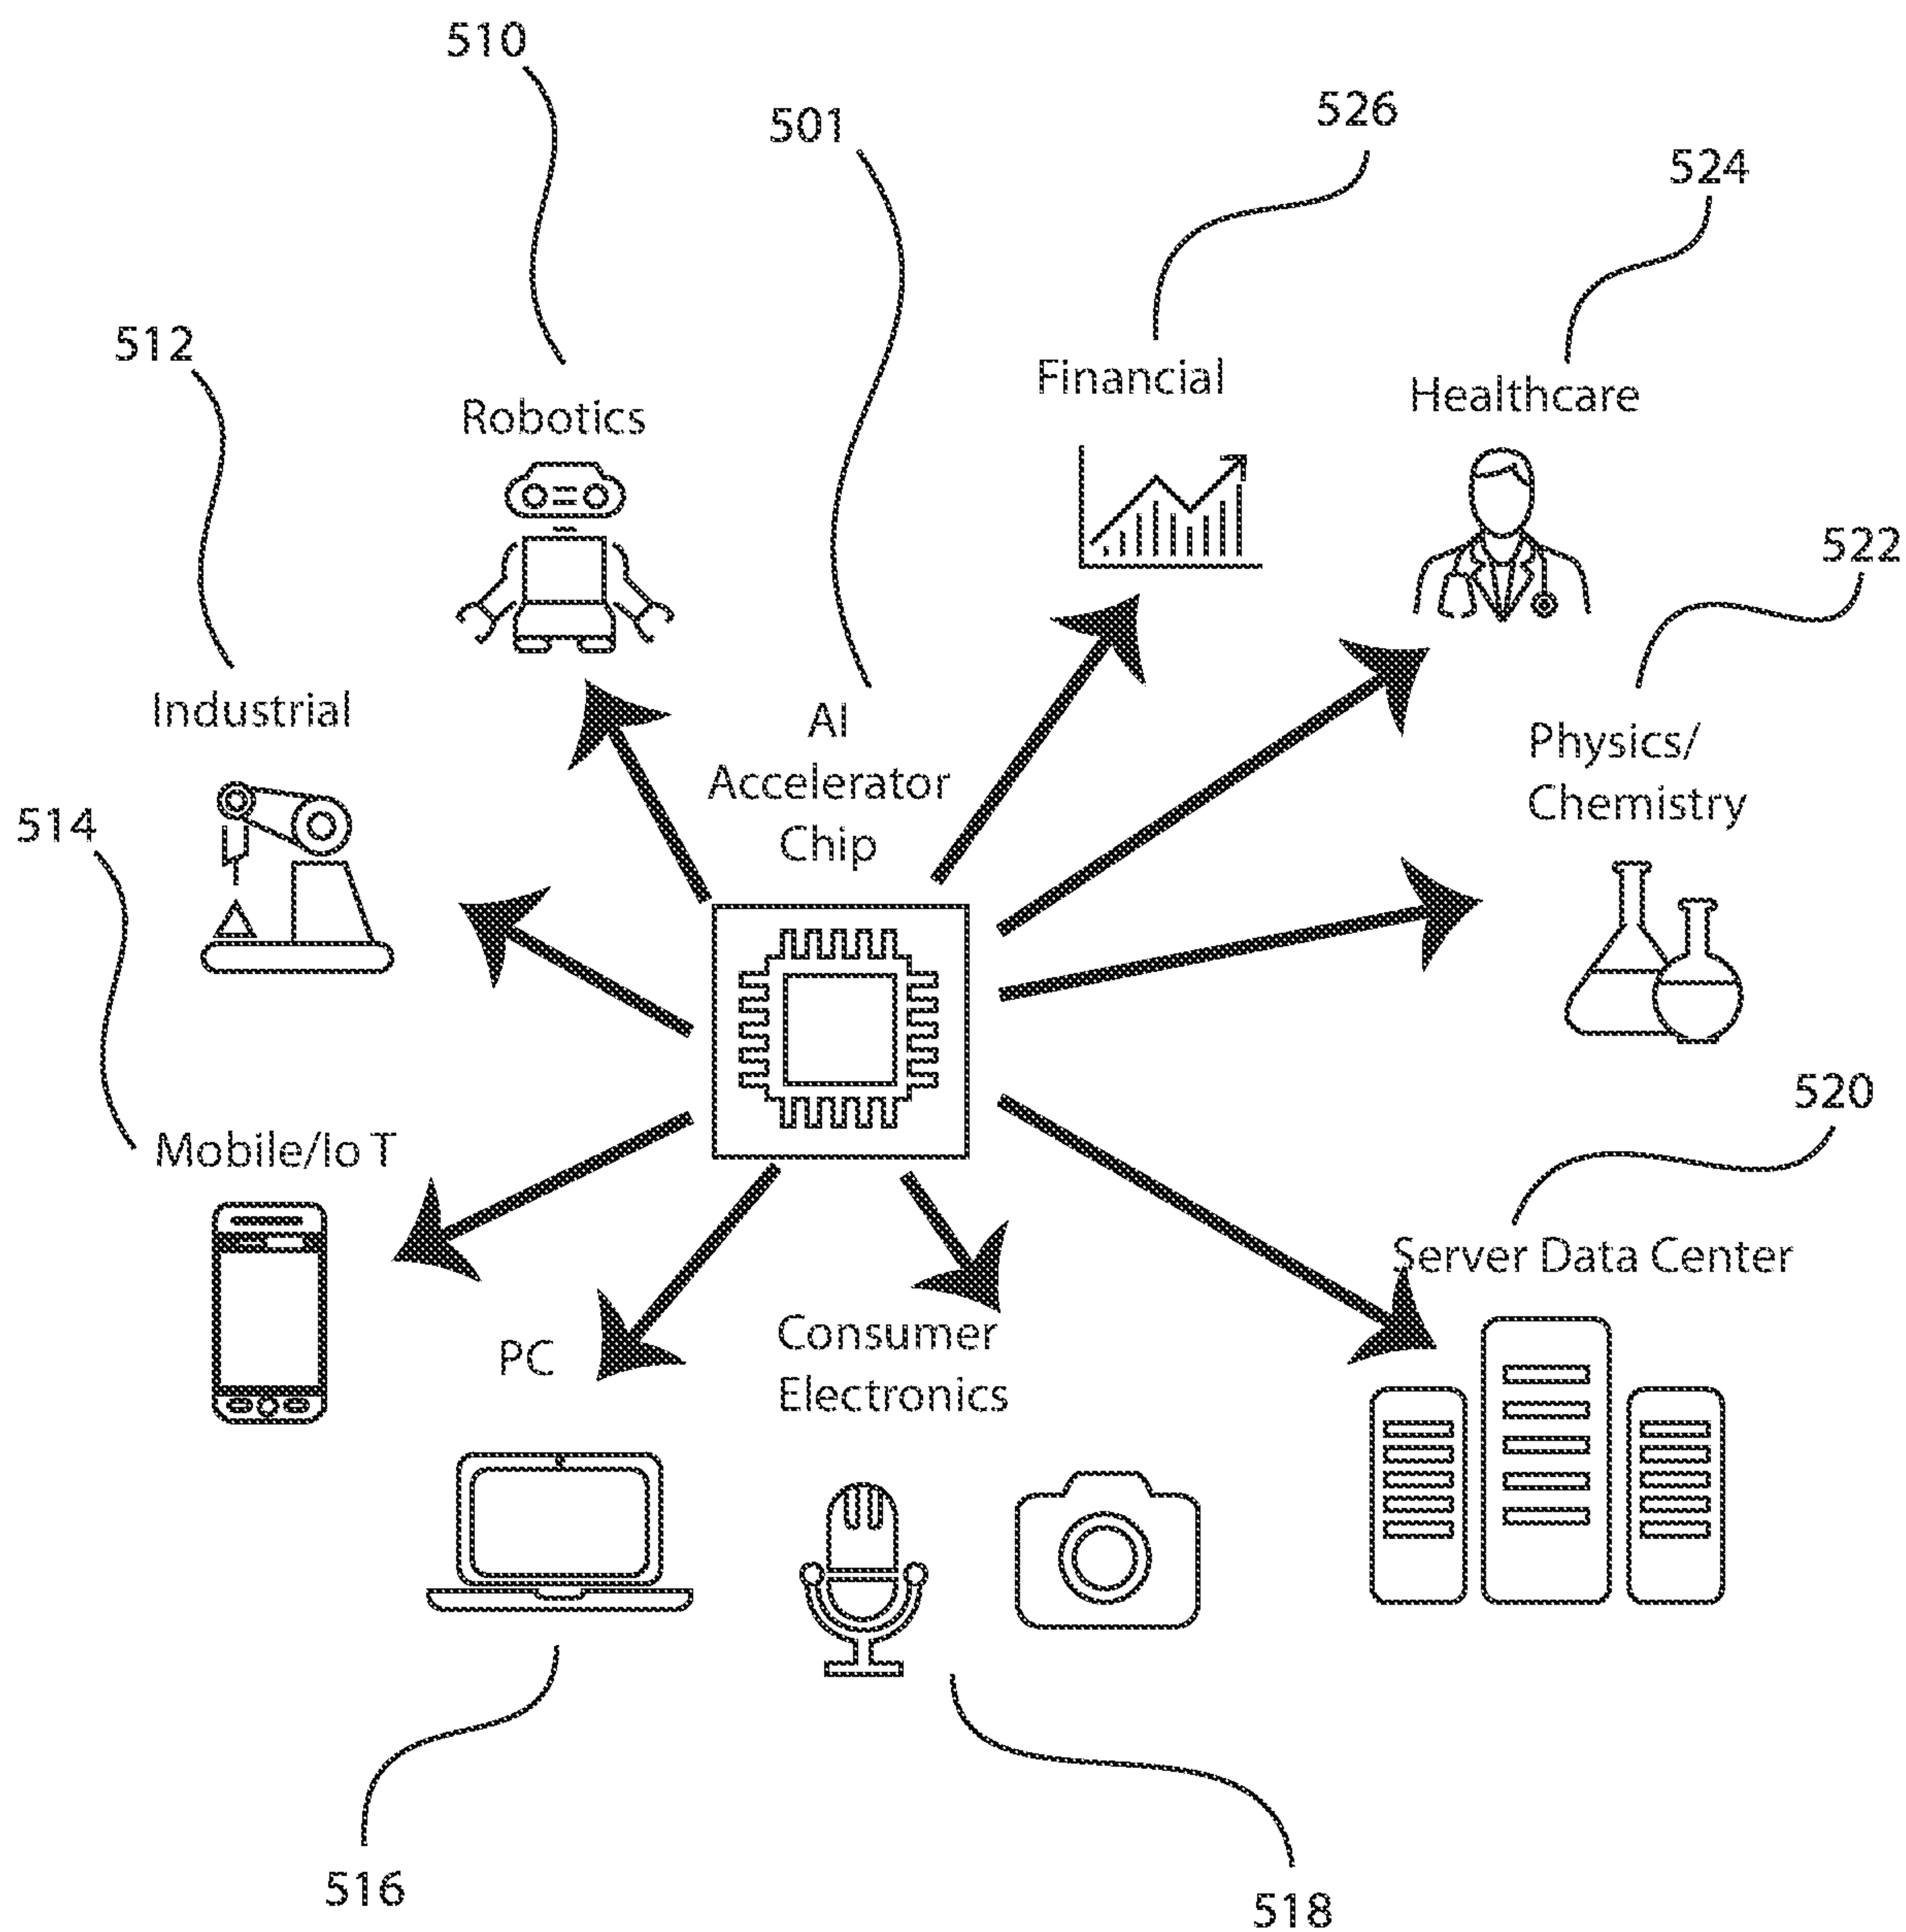 510
501
526
524
512
Financial
Healthcare
Robotics
522
Industrial
AI
Accelerator
Chip
Physics/
Chemistry
514
520
Mobile/Io T
Server Data Center
PC
Consumer
Electronics
516
518